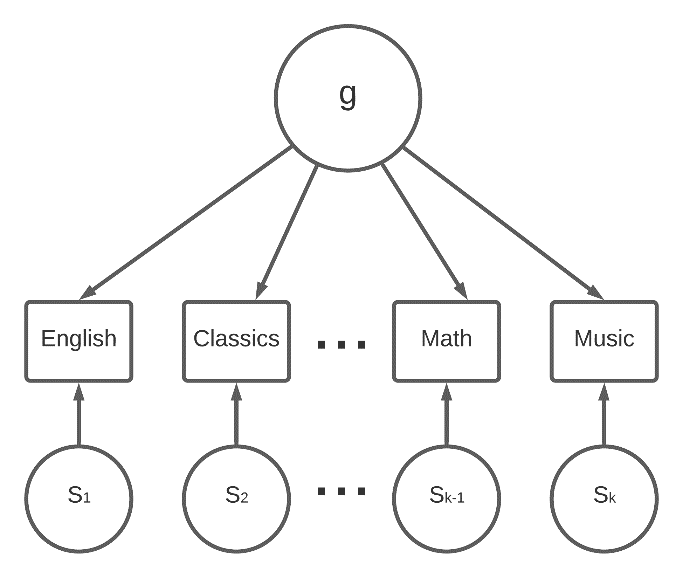 g
English Classics ... Math Music
S1 S2 ... Sk-1 Sk